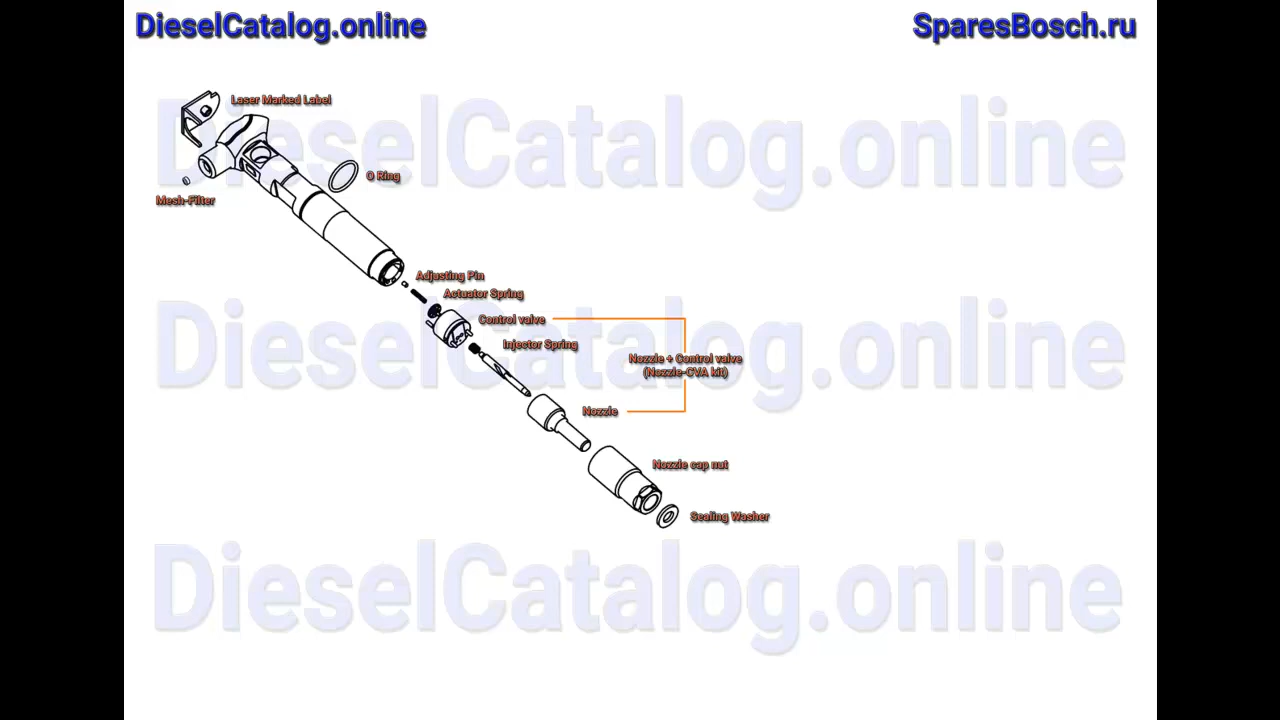 DieselCatalog.online
SparesBosch.ru
DieselCatalog.online
Laser Marked Label
O Ring
Mesh-Filter
Adjusting Pin
Actuator Spring
DieselCatalog.online
Control valve
Injector Spring
Nozzle + Control valve
(Nozzle-CVA kit)
Nozzle
Nozzle cap nut
Sealing Washer
DieselCatalog.online